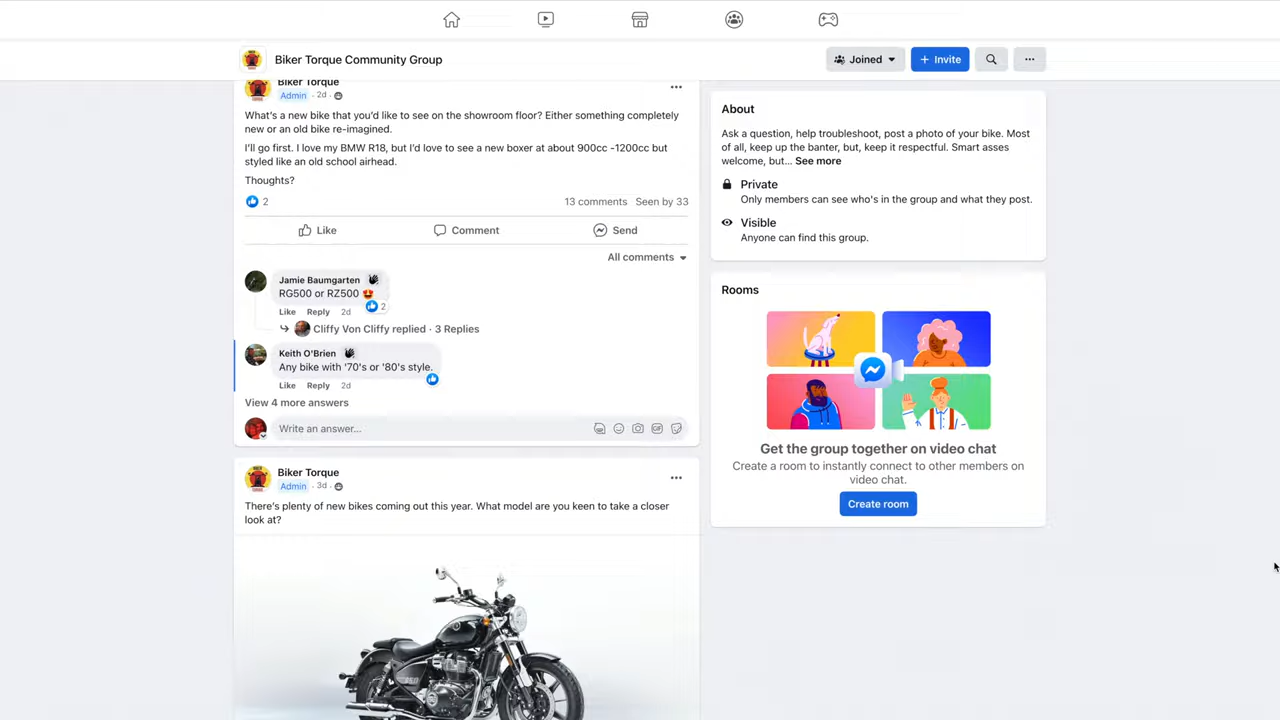 Biker Torque Community Group
Joined
+ Invite
Biker Torque
Admin · 2d ·
What's a new bike that you'd like to see on the showroom floor? Either something completely
new or an old bike re-imagined.
I'll go first. I love my BMW R18, but I'd love to see a new boxer at about 900cc -1200cc but
styled like an old school airhead.
Thoughts?
2
13 comments Seen by 33
Like Comment Send
All comments
Jamie Baumgarten
RG500 or RZ500 😍
2
Like Reply 2d
Cliffy Von Cliffy replied · 3 Replies
Keith O'Brien
Any bike with '70's or '80's style.
Like Reply 2d
View 4 more answers
Write an answer...
GIF
Biker Torque
Admin · 3d ·
There's plenty of new bikes coming out this year. What model are you keen to take a closer
look at?
About
Ask a question, help troubleshoot, post a photo of your bike. Most
of all, keep up the banter, but, keep it respectful. Smart asses
welcome, but... See more
Private
Only members can see who's in the group and what they post.
Visible
Anyone can find this group.
Rooms
Get the group together on video chat
Create a room to instantly connect to other members on
video chat.
Create room